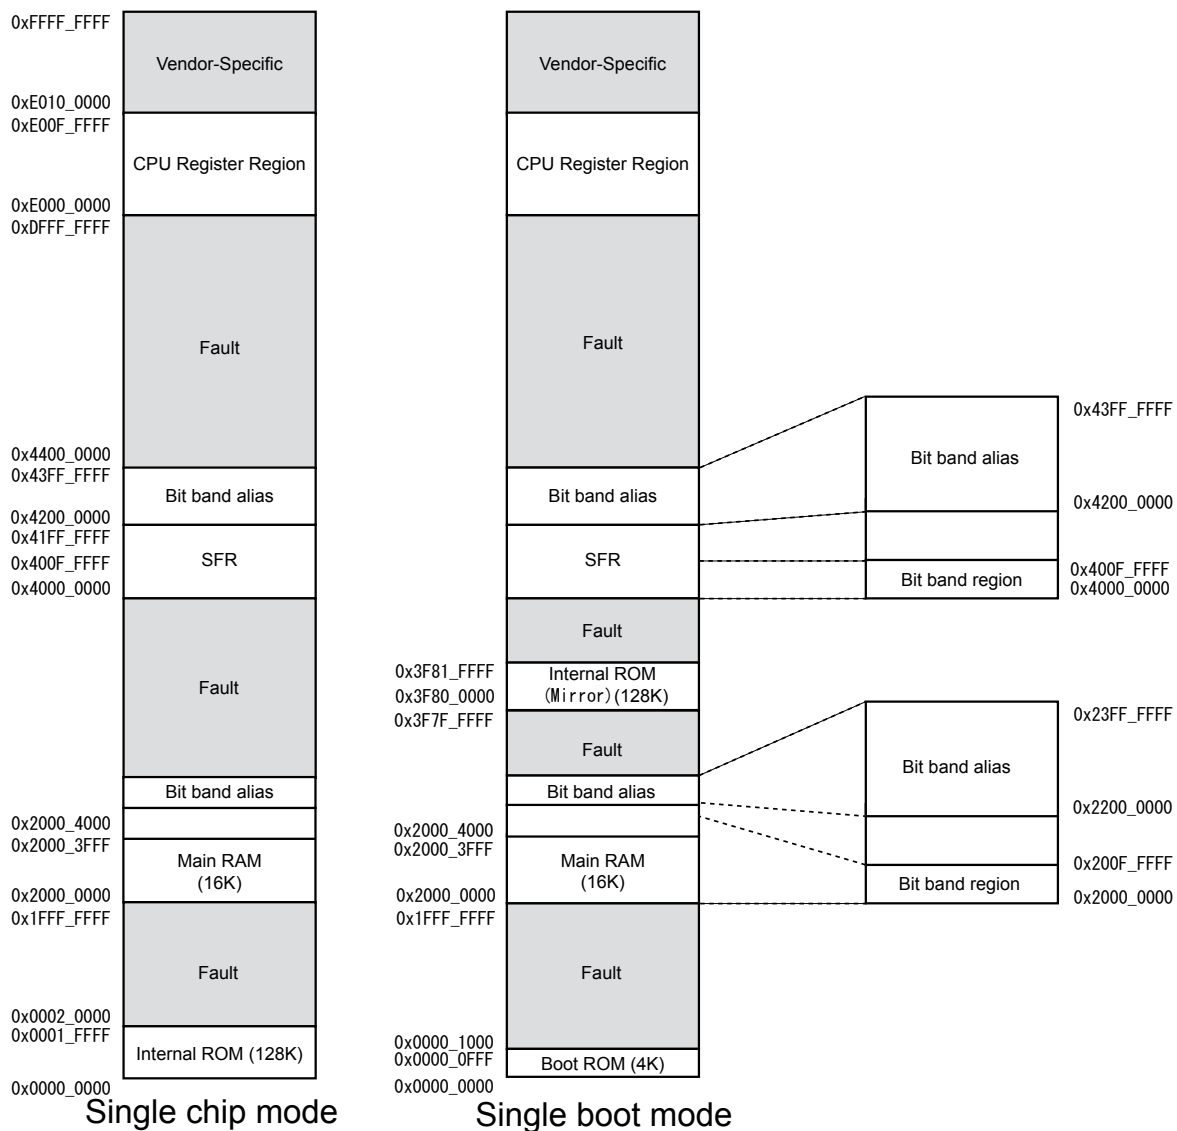 0xFFFF_FFFF
Vendor-Specific
0xE010_0000
0xE00F_FFFF
CPU Register Region
0xE000_0000
0xDFFF_FFFF
Fault
0x4400_0000
0x43FF_FFFF
Bit band alias
0x4200_0000
0x41FF_FFFF
SFR
0x400F_FFFF
0x4000_0000
Fault
Bit band alias
0x2000_4000
0x2000_3FFF
Main RAM
(16K)
0x2000_0000
0x1FFF_FFFF
Fault
0x0002_0000
0x0001_FFFF
Internal ROM (128K)
0x0000_0000
Single chip mode
Vendor-Specific
CPU Register Region
Fault
Bit band alias
SFR
Fault
0x3F81_FFFF
Internal ROM
(Mirror)(128K)
0x3F80_0000
0x3F7F_FFFF
Fault
Bit band alias
0x2000_4000
0x2000_3FFF
Main RAM
(16K)
0x2000_0000
0x1FFF_FFFF
Fault
0x0000_1000
0x0000_0FFF
Boot ROM (4K)
0x0000_0000
Single boot mode
0x43FF_FFFF
Bit band alias
0x4200_0000
0x400F_FFFF
Bit band region
0x4000_0000
0x23FF_FFFF
Bit band alias
0x2200_0000
0x200F_FFFF
Bit band region
0x2000_0000